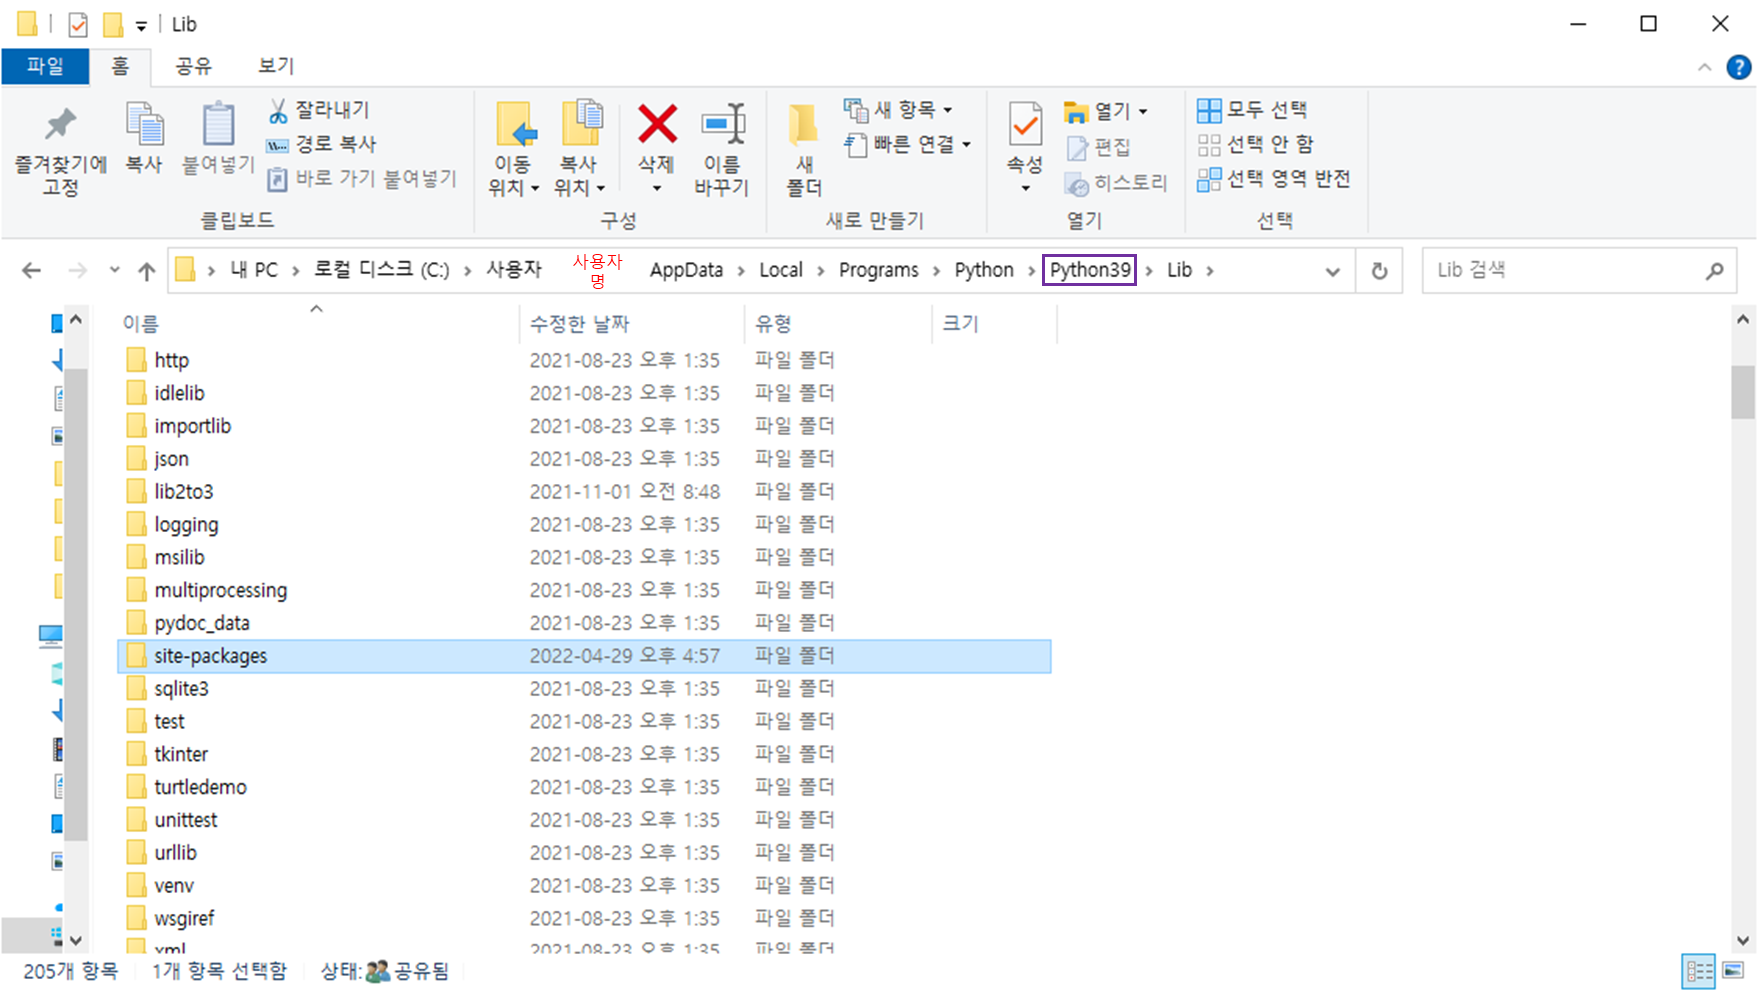 Lib
파일 홈 공유 보기
즐겨찾기에
고정
복사
붙여넣기
잘라내기
경로 복사
바로 가기 붙여넣기
클립보드
이동
위치
복사
위치
삭제
이름
바꾸기
구성
새
폴더
새 항목
빠른 연결
새로 만들기
속성
열기
편집
히스토리
열기
모두 선택
선택 안 함
선택 영역 반전
선택
내 PC > 로컬 디스크 (C:) > 사용자 사용자명 AppData > Local > Programs > Python > Python39 > Lib >
Lib 검색
이름 수정한 날짜 유형 크기
http 2021-08-23 오후 1:35 파일 폴더
idlelib 2021-08-23 오후 1:35 파일 폴더
importlib 2021-08-23 오후 1:35 파일 폴더
json 2021-08-23 오후 1:35 파일 폴더
lib2to3 2021-11-01 오전 8:48 파일 폴더
logging 2021-08-23 오후 1:35 파일 폴더
msilib 2021-08-23 오후 1:35 파일 폴더
multiprocessing 2021-08-23 오후 1:35 파일 폴더
pydoc_data 2021-08-23 오후 1:35 파일 폴더
site-packages 2022-04-29 오후 4:57 파일 폴더
sqlite3 2021-08-23 오후 1:35 파일 폴더
test 2021-08-23 오후 1:35 파일 폴더
tkinter 2021-08-23 오후 1:35 파일 폴더
turtledemo 2021-08-23 오후 1:35 파일 폴더
unittest 2021-08-23 오후 1:35 파일 폴더
urllib 2021-08-23 오후 1:35 파일 폴더
venv 2021-08-23 오후 1:35 파일 폴더
wsgiref 2021-08-23 오후 1:35 파일 폴더
xml 2021-08-23 오후 1:35 파일 폴더
205개 항목 1개 항목 선택함 상태: 공유됨